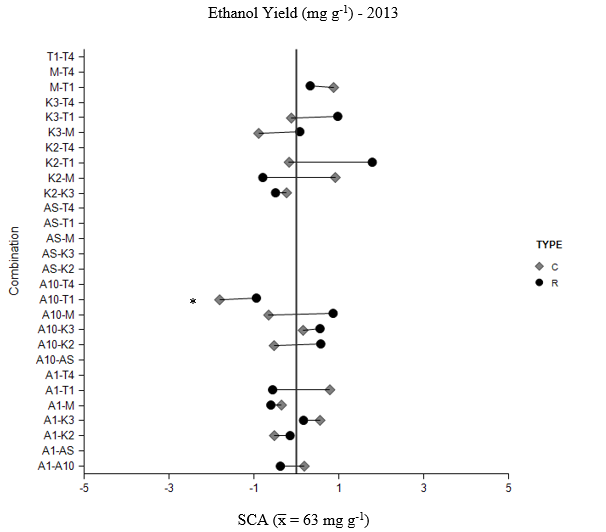 Ethanol Yield (mg g⁻¹) - 2013
T1-T4
M-T4
M-T1
K3-T4
K3-T1
K3-M
K2-T4
K2-T1
K2-M
K2-K3
AS-T4
AS-T1
AS-M
AS-K3
AS-K2
A10-T4
A10-T1
*
A10-M
A10-K3
A10-K2
A10-AS
A1-T4
A1-T1
A1-M
A1-K3
A1-K2
A1-AS
A1-A10
Combination
TYPE
C
R
-5 -3 -1 1 3 5
SCA (x̅ = 63 mg g⁻¹)